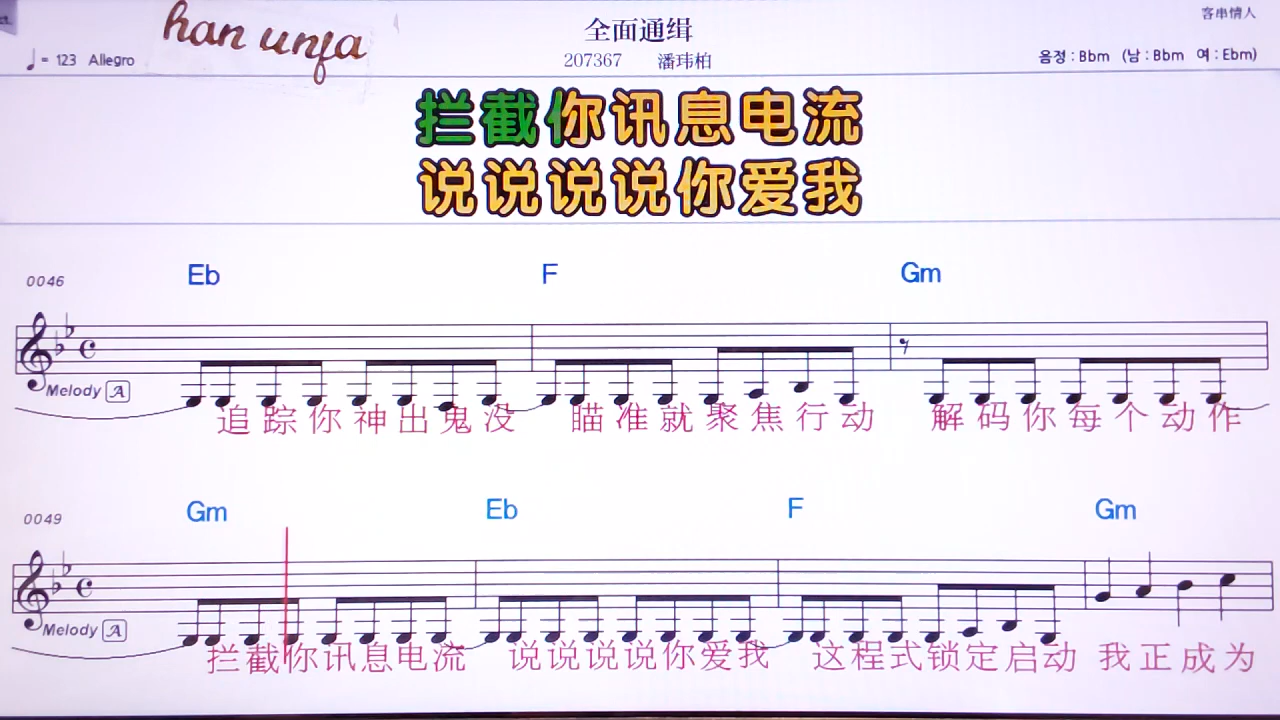 han unfa
全面通缉
客串情人
♩= 123 Allegro
207367 潘玮柏
음정 : Bbm (남 : Bbm 여 : Ebm)
拦截你讯息电流
说说说说你爱我
0046
Eb F Gm
Melody A
追踪你神出鬼没 瞄准就聚焦行动 解码你每个动作
0049
Gm Eb F Gm
Melody A
拦截你讯息电流 说说说说你爱我 这程式锁定启动 我正成为